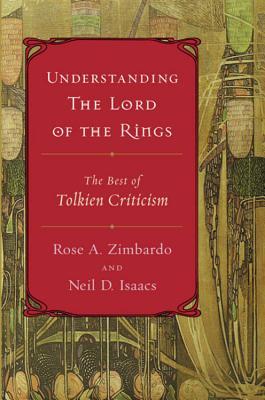 UNDERSTANDING
THE LORD
OF THE RINGS
The Best of
Tolkien Criticism
ROSE A. ZIMBARDO
AND
NEIL D. ISAACS